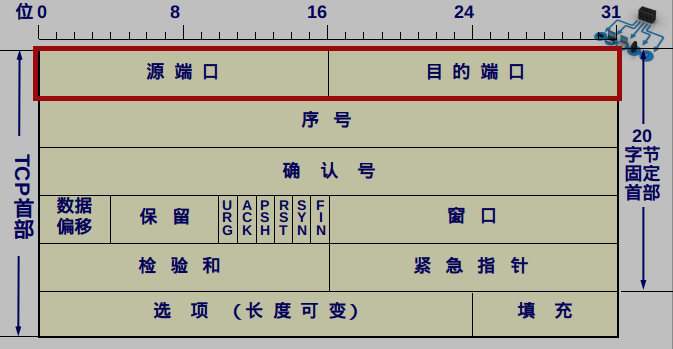 位 0 8 16 24 31
源端口 目的端口
序号
确认号
数据偏移 保留 URG ACK PSH RST SYN FIN 窗口
检验和 紧急指针
选项（长度可变） 填充
TCP首部
20字节固定首部